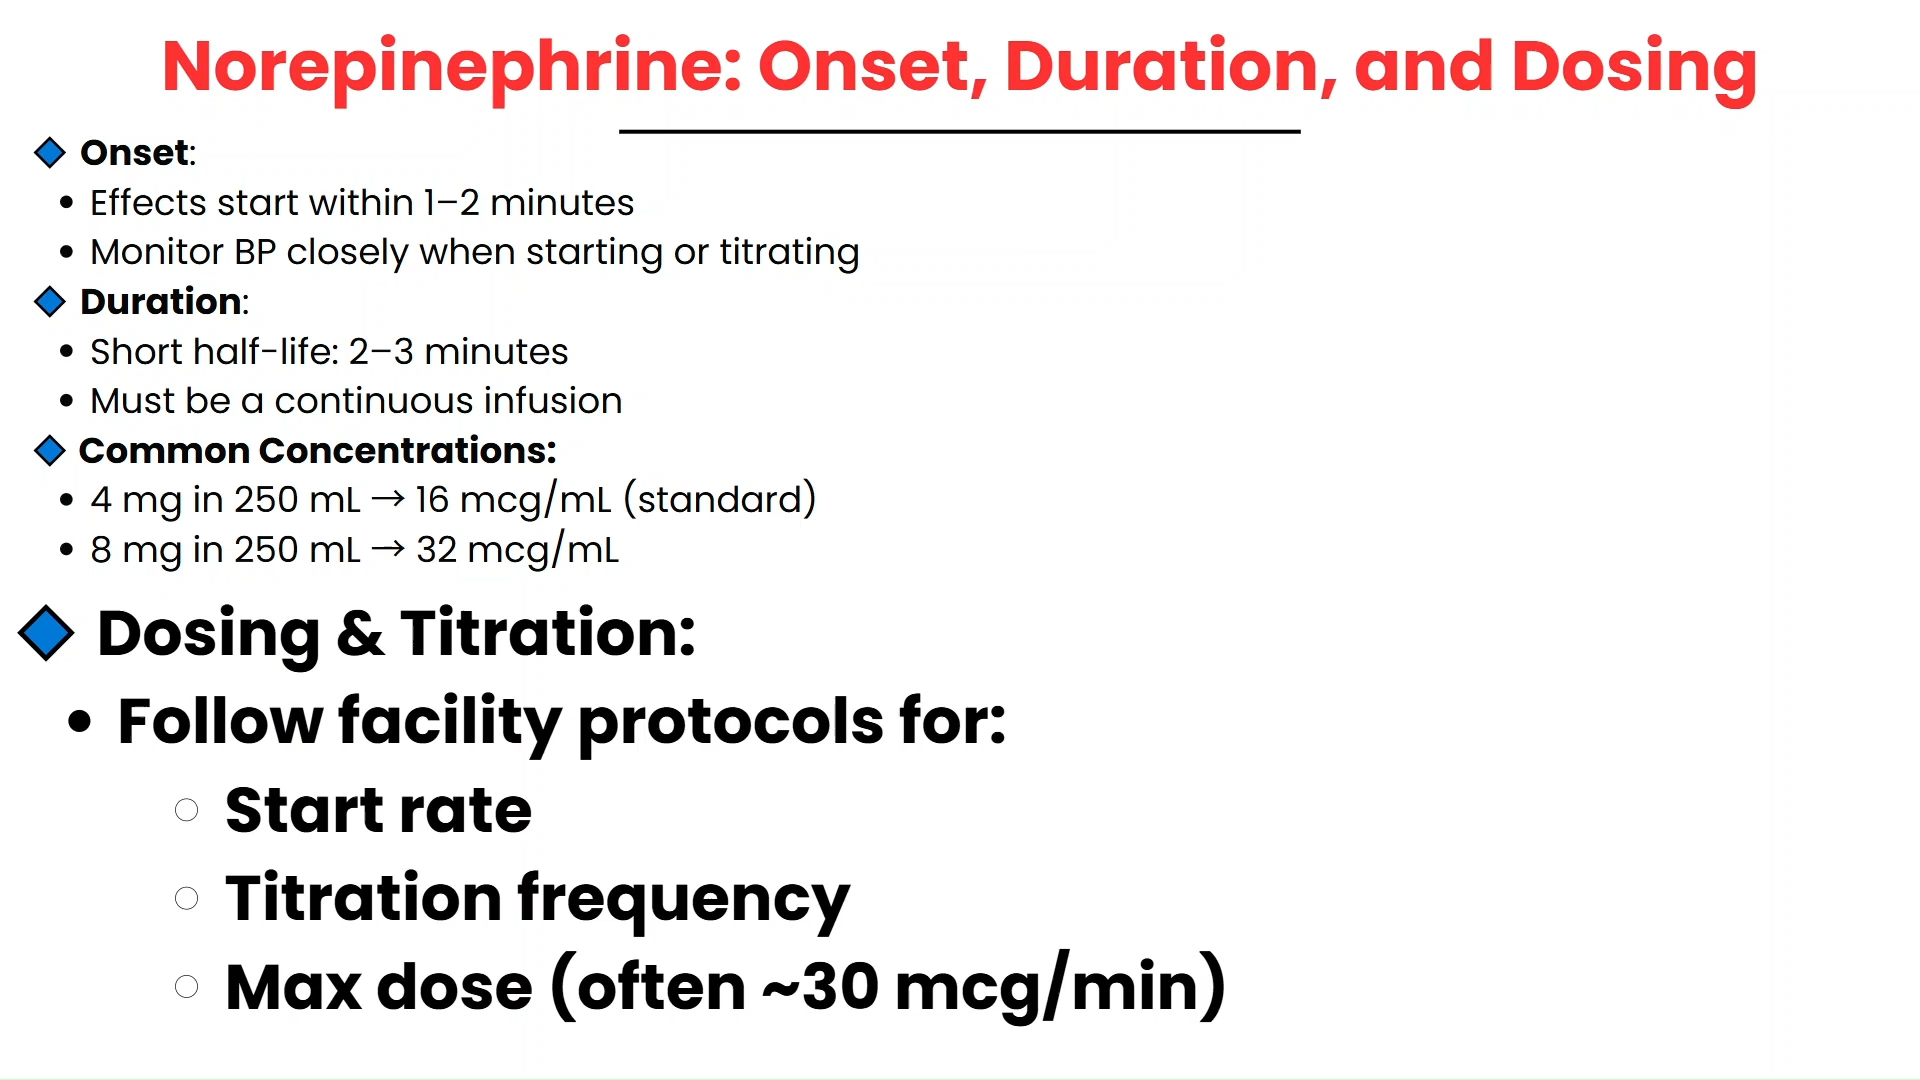 Norepinephrine: Onset, Duration, and Dosing
🔷 Onset:
• Effects start within 1–2 minutes
• Monitor BP closely when starting or titrating
🔷 Duration:
• Short half-life: 2–3 minutes
• Must be a continuous infusion
🔷 Common Concentrations:
• 4 mg in 250 mL → 16 mcg/mL (standard)
• 8 mg in 250 mL → 32 mcg/mL
🔷 Dosing & Titration:
• Follow facility protocols for:
○ Start rate
○ Titration frequency
○ Max dose (often ~30 mcg/min)